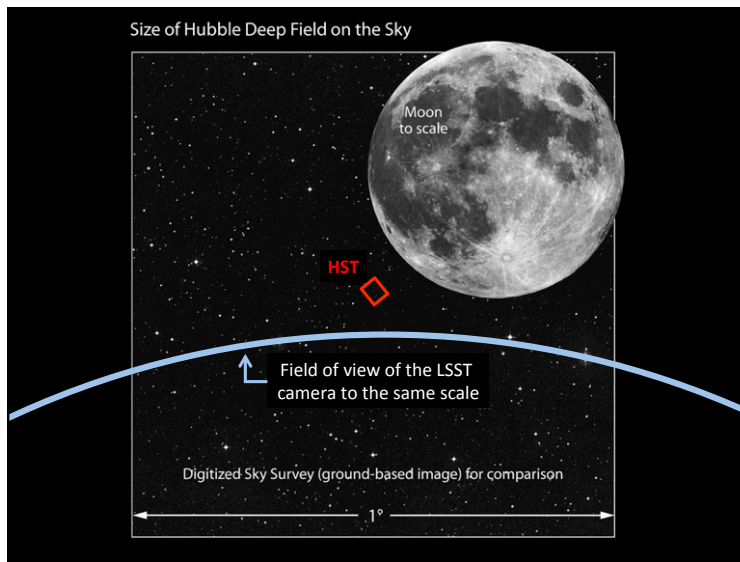 Size of Hubble Deep Field on the Sky
Moon
to scale
HST
Field of view of the LSST
camera to the same scale
Digitized Sky Survey (ground-based image) for comparison
1°